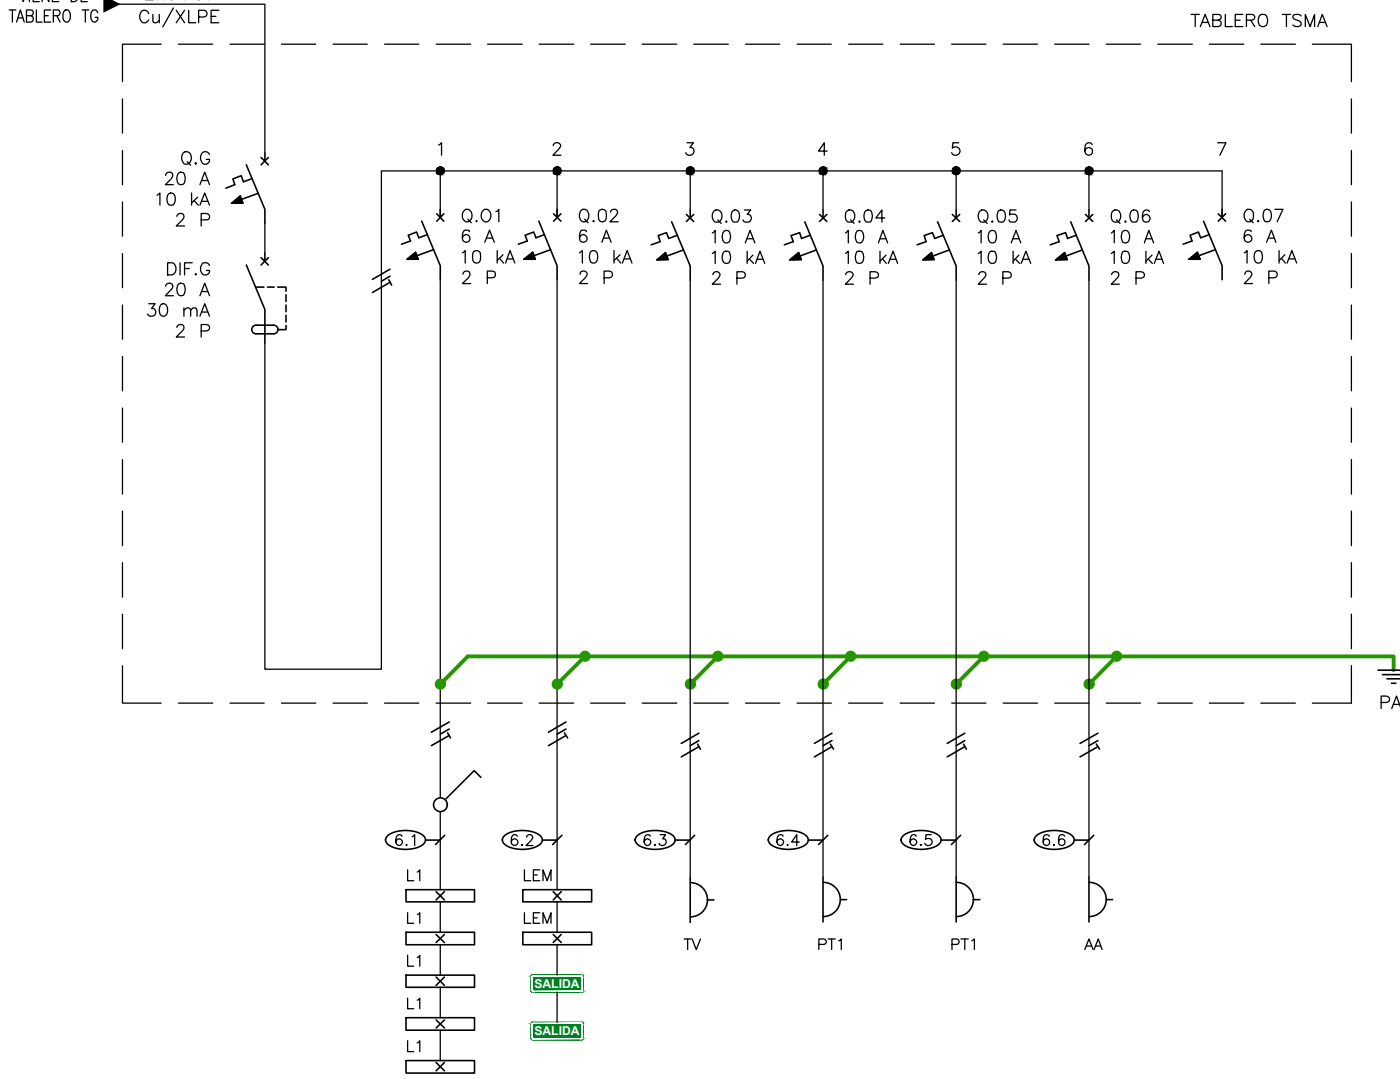 TABLERO TG
Cu/XLPE
TABLERO TSMA
Q.G
20 A
10 kA
2 P
DIF.G
20 A
30 mA
2 P
1
2
3
4
5
6
7
Q.01
6 A
10 kA
2 P
Q.02
6 A
10 kA
2 P
Q.03
10 A
10 kA
2 P
Q.04
10 A
10 kA
2 P
Q.05
10 A
10 kA
2 P
Q.06
10 A
10 kA
2 P
Q.07
6 A
10 kA
2 P
PA
6.1
6.2
6.3
6.4
6.5
6.6
L1
L1
L1
L1
L1
LEM
LEM
SALIDA
SALIDA
TV
PT1
PT1
AA